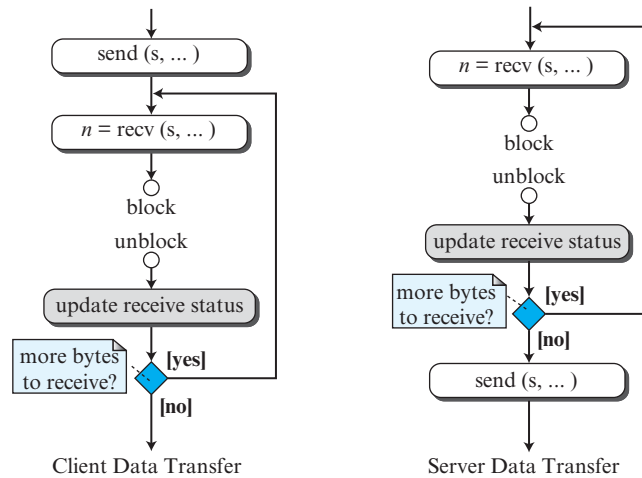 send (s, ... )
n = recv (s, ... )
block
unblock
update receive status
more bytes
to receive?
[yes]
[no]
Client Data Transfer
n = recv (s, ... )
block
unblock
update receive status
more bytes
to receive?
[yes]
[no]
send (s, ... )
Server Data Transfer